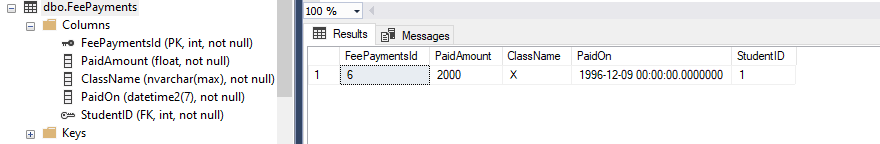 dbo.FeePayments
Columns
FeePaymentsId (PK, int, not null)
PaidAmount (float, not null)
ClassName (nvarchar(max), not null)
PaidOn (datetime2(7), not null)
StudentID (FK, int, not null)
Keys
100 %
Results Messages
FeePaymentsId PaidAmount ClassName PaidOn StudentID
1 6 2000 X 1996-12-09 00:00:00.0000000 1